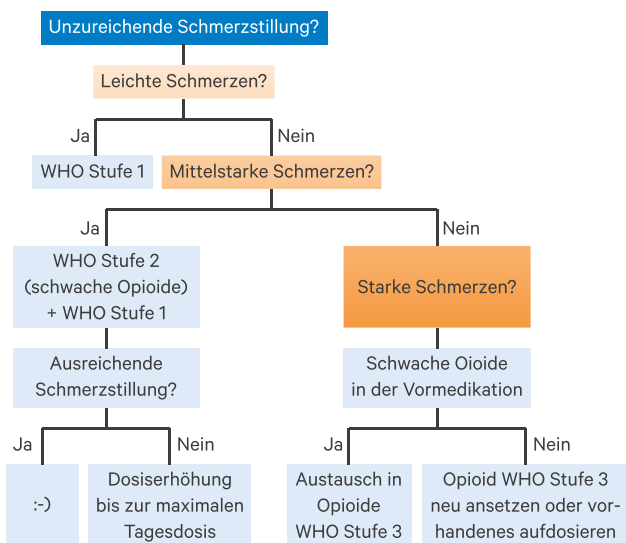 Unzureichende Schmerzstillung?
Leichte Schmerzen?
Ja
Nein
WHO Stufe 1
Mittelstarke Schmerzen?
Ja
Nein
WHO Stufe 2
(schwache Opioide)
+ WHO Stufe 1
Starke Schmerzen?
Ausreichende
Schmerzstillung?
Schwache Oioide
in der Vormedikation
Ja
Nein
Ja
Nein
:-)
Dosiserhöhung
bis zur maximalen
Tagesdosis
Austausch in
Opioide
WHO Stufe 3
Opioid WHO Stufe 3
neu ansetzen oder vor-
handenes aufdosieren